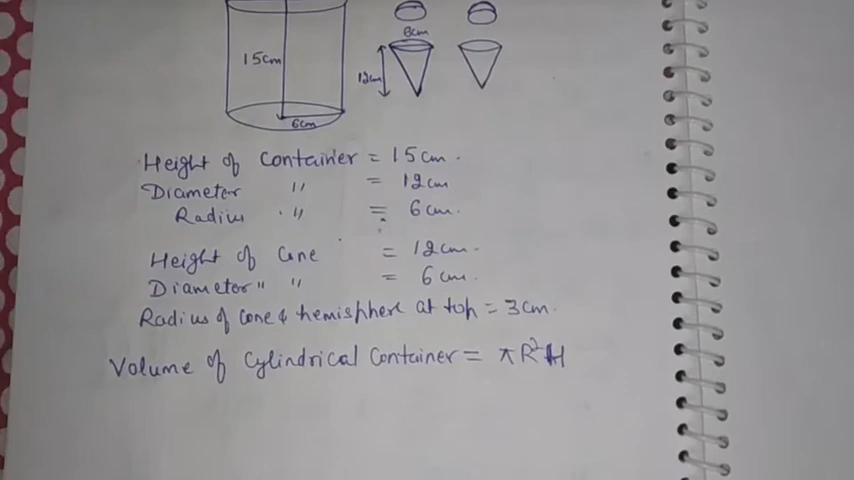 15cm
6cm
6cm
12cm
Height of Container = 15cm.
Diameter " = 12cm
Radius " = 6cm.
Height of Cone = 12cm.
Diameter " " = 6cm.
Radius of cone & hemisphere at top = 3cm.
Volume of Cylindrical Container = πR²H